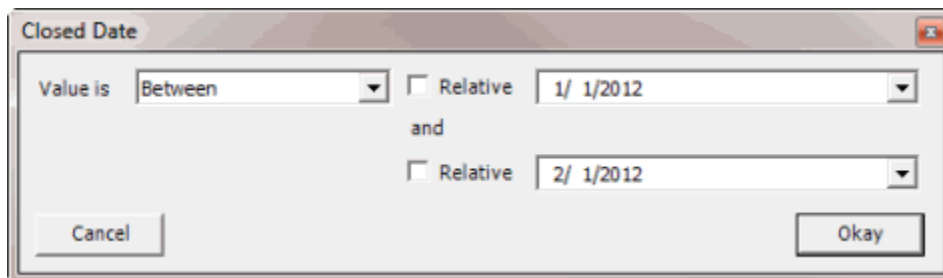 Closed Date
Value is Between Relative 1/ 1/2012
and
Relative 2/ 1/2012
Cancel Okay